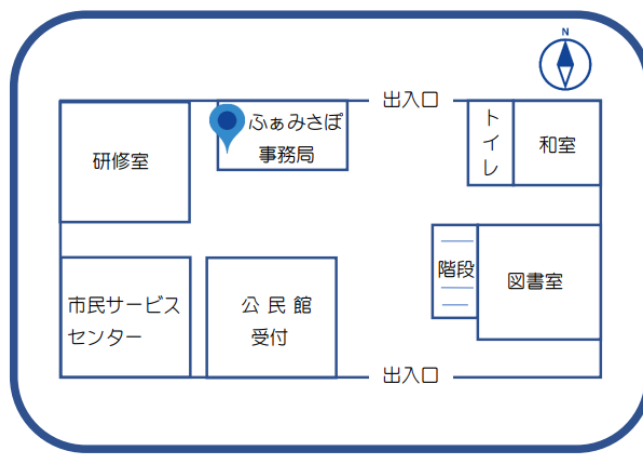 N
出入口
ふぁみさぽ
事務局
トイレ
和室
研修室
階段
図書室
市民サービス
センター
公民館
受付
出入口